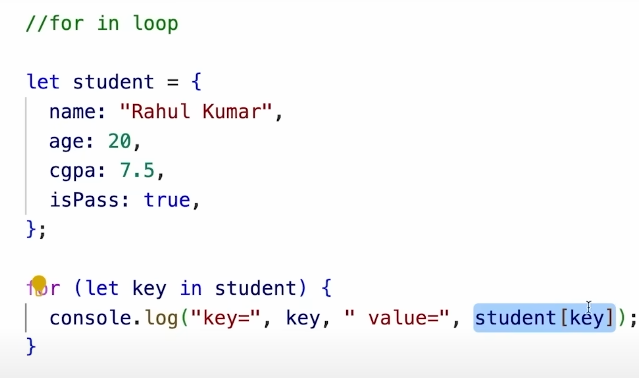 //for in loop
let student = {
name: "Rahul Kumar",
age: 20,
cgpa: 7.5,
isPass: true,
};
for (let key in student) {
console.log("key=", key, " value=", student[key]);
}